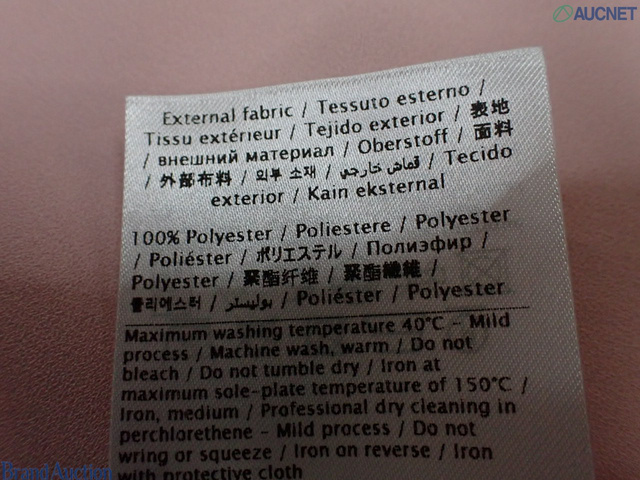 AUCNET
External fabric / Tessuto esterno /
Tissu extérieur / Tejido exterior / 表地
/ внешний материал / Oberstoff / 面料
/ 外部布料 / 외부 소재 / قماش خارجي / Tecido
exterior / Kain eksternal
100% Polyester / Poliestere / Polyester
/ Poliéster / ポリエステル / Полиэфир /
Polyester / 聚酯纤维 / 聚酯纖維 /
폴리에스터 / بوليستر / Poliéster / Polyester
Maximum washing temperature 40°C - Mild
process / Machine wash, warm / Do not
bleach / Do not tumble dry / Iron at
maximum sole-plate temperature of 150°C /
Iron, medium / Professional dry cleaning in
perchlorethene - Mild process / Do not
wring or squeeze / Iron on reverse / Iron
with protective cloth
Brand Auction